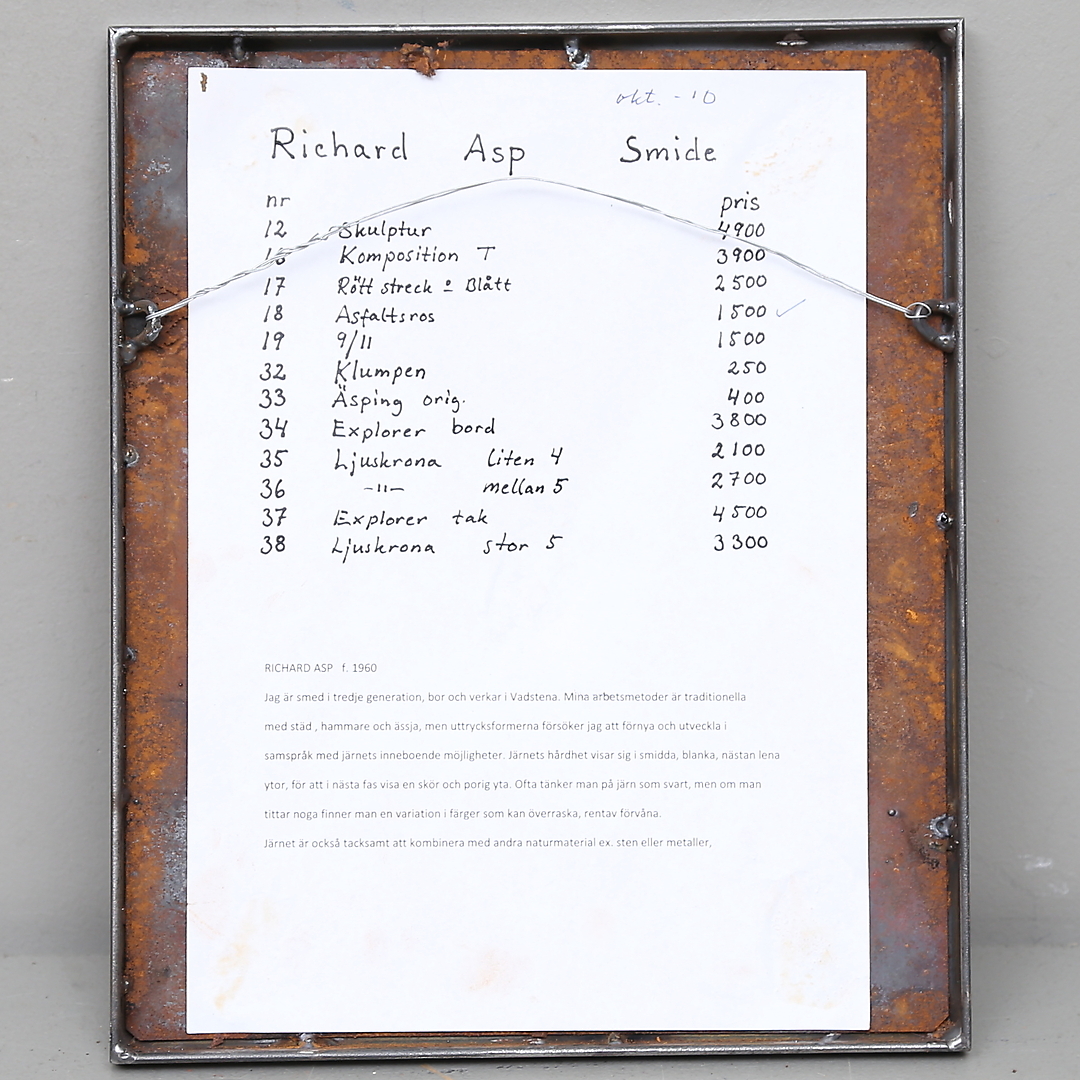 okt. - 10
Richard Asp Smide
nr pris
12 Skulptur 4900
Komposition T 3900
17 Rött streck o Blått 2500
18 Asfaltsros 1500 ✓
19 9/11 1500
32 Klumpen 250
33 Äsping orig. 400
34 Explorer bord 3800
35 Ljuskrona liten 4 2100
36 -"- mellan 5 2700
37 Explorer tak 4500
38 Ljuskrona stor 5 3300
RICHARD ASP f. 1960
Jag är smed i tredje generation, bor och verkar i Vadstena. Mina arbetsmetoder är traditionella
med städ , hammare och ässja, men uttrycksformerna försöker jag att förnya och utveckla i
samspråk med järnets inneboende möjligheter. Järnets hårdhet visar sig i smidda, blanka, nästan lena
ytor, för att i nästa fas visa en skör och porig yta. Ofta tänker man på järn som svart, men om man
tittar noga finner man en variation i färger som kan överraska, rentav förvåna.
Järnet är också tacksamt att kombinera med andra naturmaterial ex. sten eller metaller,